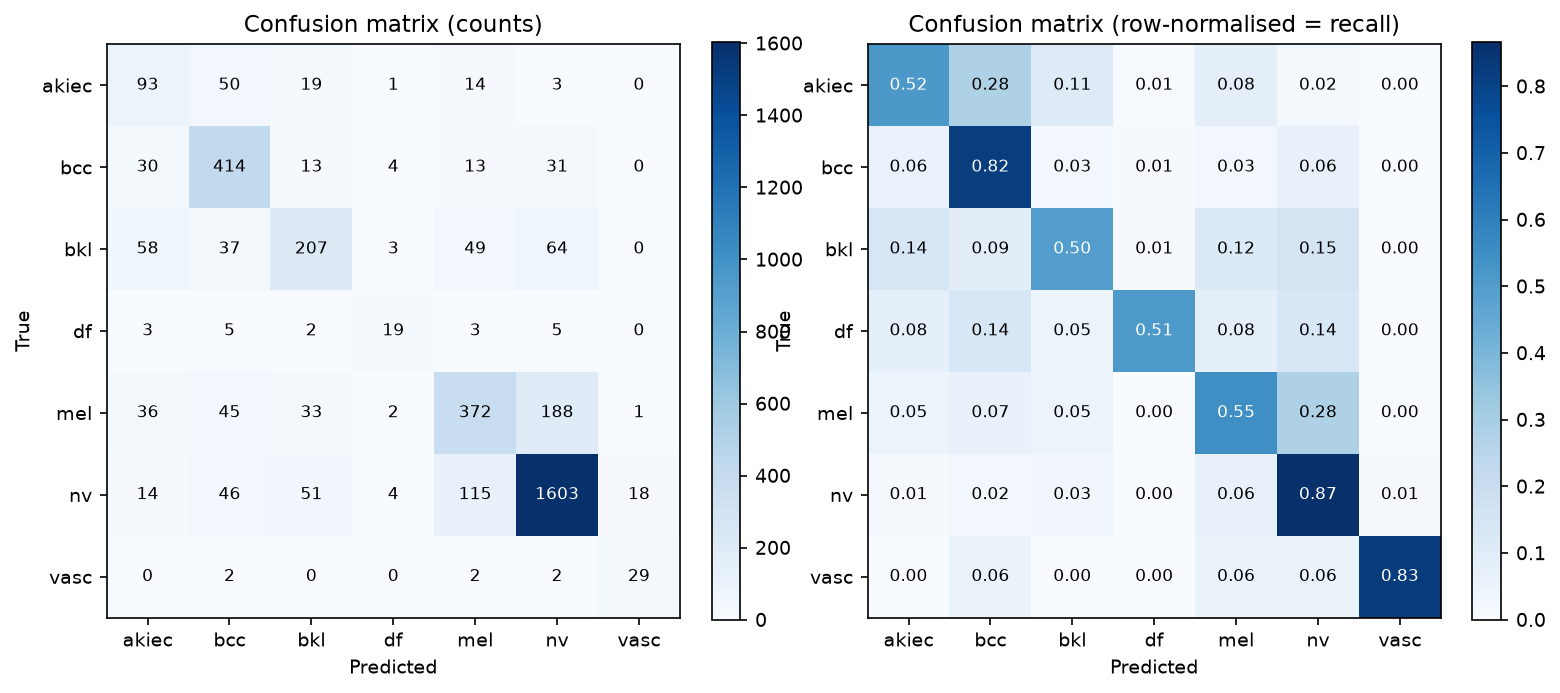 Confusion matrix (counts)
akiec 93 50 19 1 14 3 0
bcc 30 414 13 4 13 31 0
bkl 58 37 207 3 49 64 0
df 3 5 2 19 3 5 0
mel 36 45 33 2 372 188 1
nv 14 46 51 4 115 1603 18
vasc 0 2 0 0 2 2 29
akiec bcc bkl df mel nv vasc
Predicted
True
1600
1400
1200
1000
800
600
400
200
0
Confusion matrix (row-normalised = recall)
akiec 0.52 0.28 0.11 0.01 0.08 0.02 0.00
bcc 0.06 0.82 0.03 0.01 0.03 0.06 0.00
bkl 0.14 0.09 0.50 0.01 0.12 0.15 0.00
df 0.08 0.14 0.05 0.51 0.08 0.14 0.00
mel 0.05 0.07 0.05 0.00 0.55 0.28 0.00
nv 0.01 0.02 0.03 0.00 0.06 0.87 0.01
vasc 0.00 0.06 0.00 0.00 0.06 0.06 0.83
akiec bcc bkl df mel nv vasc
Predicted
True
0.8
0.7
0.6
0.5
0.4
0.3
0.2
0.1
0.0